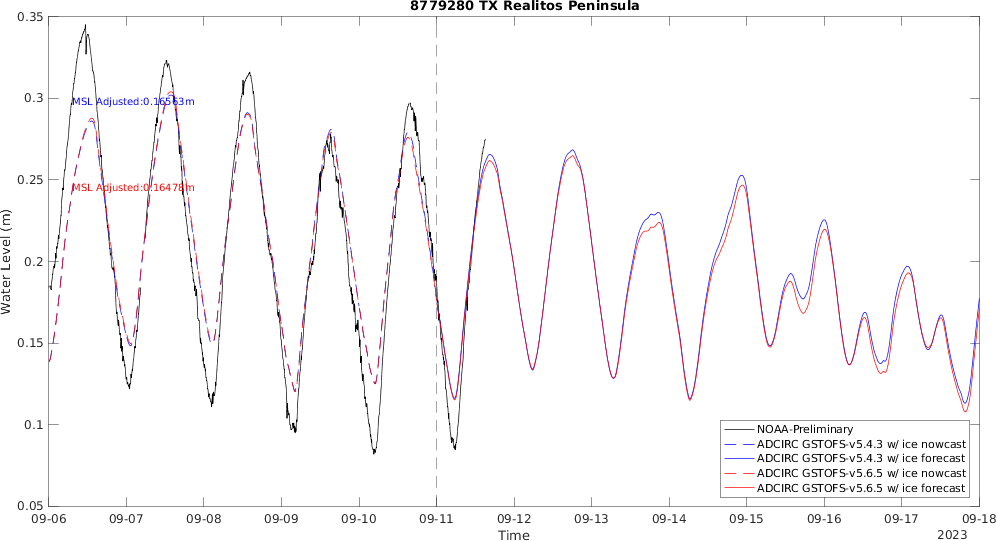 8779280 TX Realitos Peninsula
0.35
0.3
0.25
0.2
0.15
0.1
0.05
Water Level (m)
MSL Adjusted:0.16563m
MSL Adjusted:0.16478m
NOAA-Preliminary
ADCIRC GSTOFS-v5.4.3 w/ ice nowcast
ADCIRC GSTOFS-v5.4.3 w/ ice forecast
ADCIRC GSTOFS-v5.6.5 w/ ice nowcast
ADCIRC GSTOFS-v5.6.5 w/ ice forecast
09-06 09-07 09-08 09-09 09-10 09-11 09-12 09-13 09-14 09-15 09-16 09-17 09-18
Time
2023